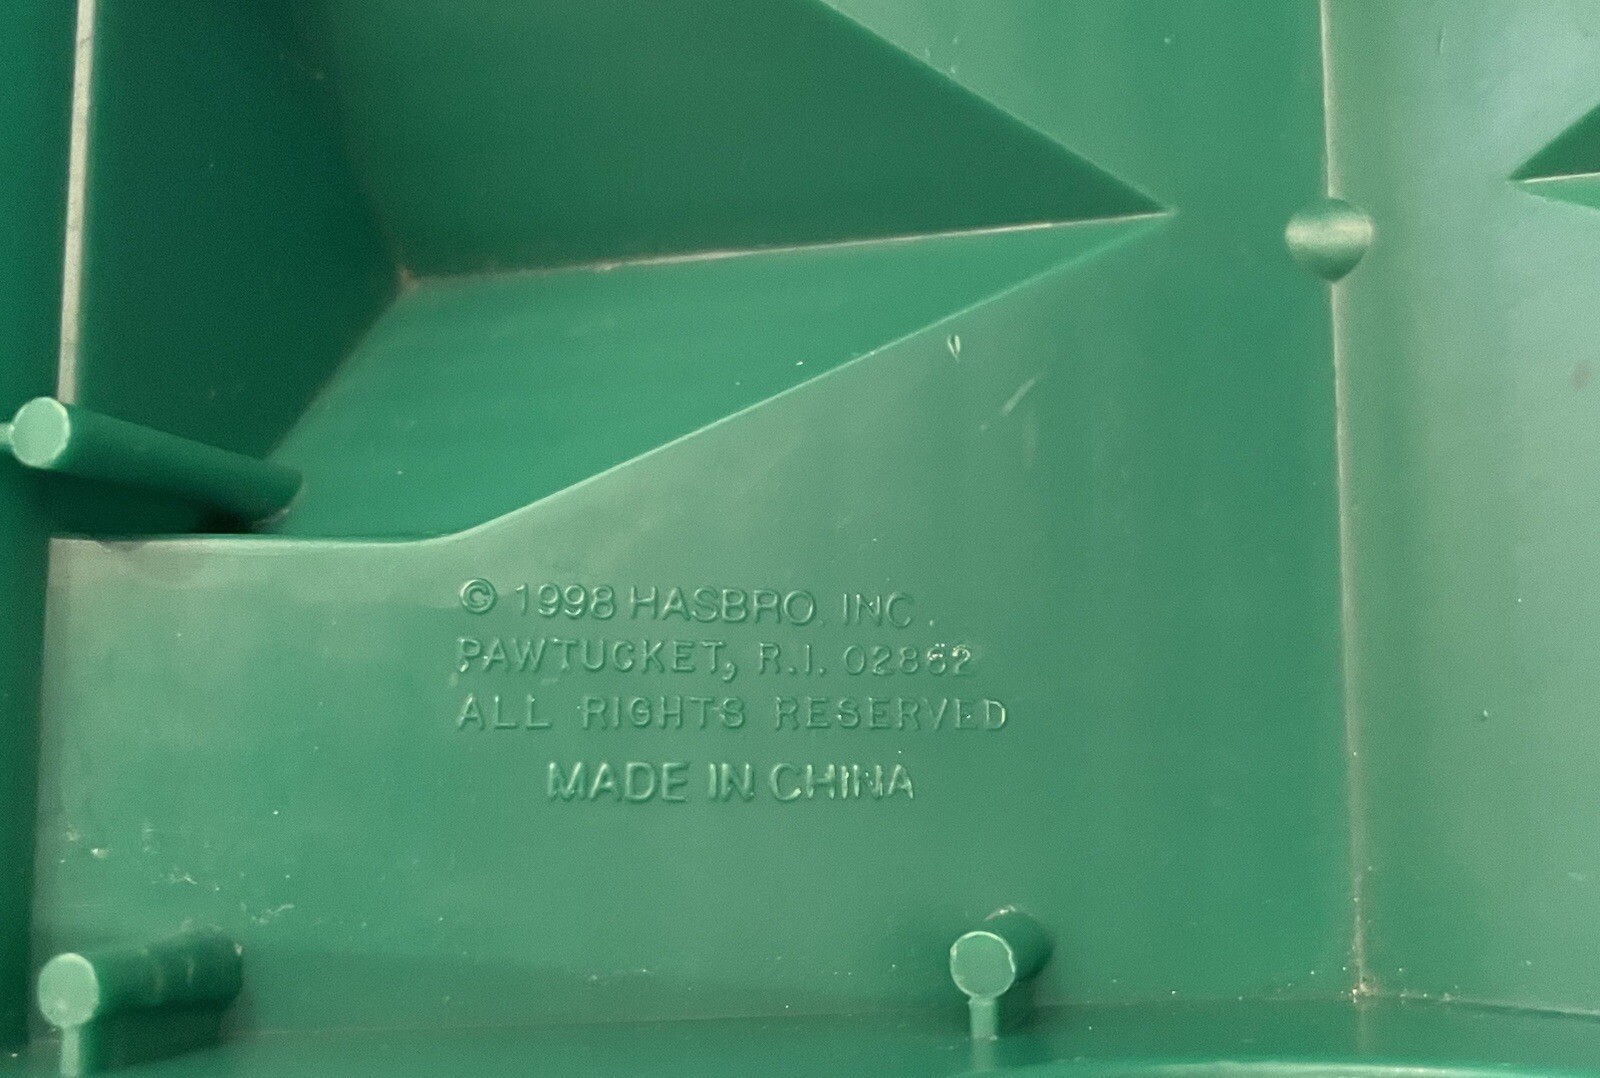 © 1998 HASBRO, INC.
PAWTUCKET, R.I. 02862
ALL RIGHTS RESERVED
MADE IN CHINA